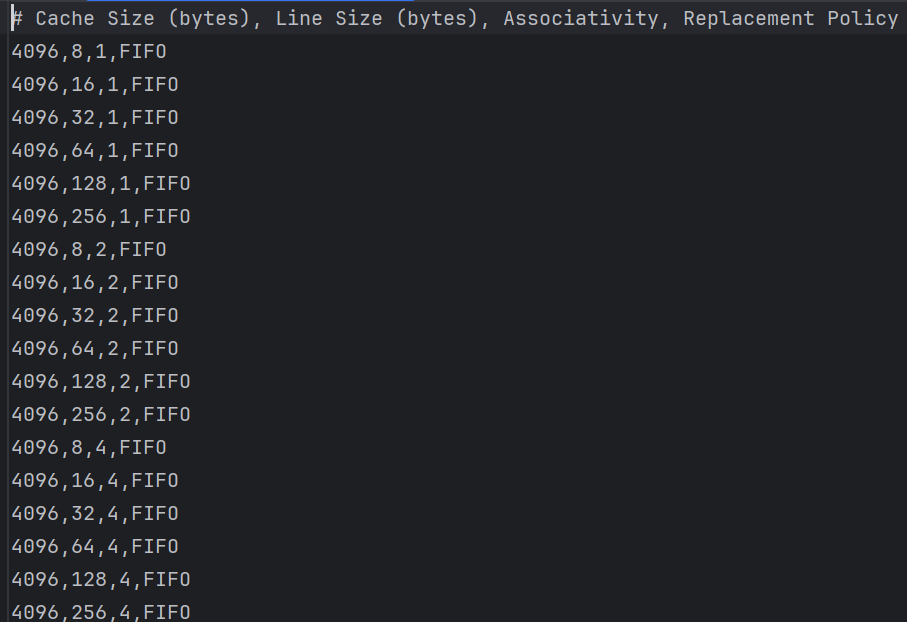 # Cache Size (bytes), Line Size (bytes), Associativity, Replacement Policy
4096,8,1,FIFO
4096,16,1,FIFO
4096,32,1,FIFO
4096,64,1,FIFO
4096,128,1,FIFO
4096,256,1,FIFO
4096,8,2,FIFO
4096,16,2,FIFO
4096,32,2,FIFO
4096,64,2,FIFO
4096,128,2,FIFO
4096,256,2,FIFO
4096,8,4,FIFO
4096,16,4,FIFO
4096,32,4,FIFO
4096,64,4,FIFO
4096,128,4,FIFO
4096,256,4,FIFO